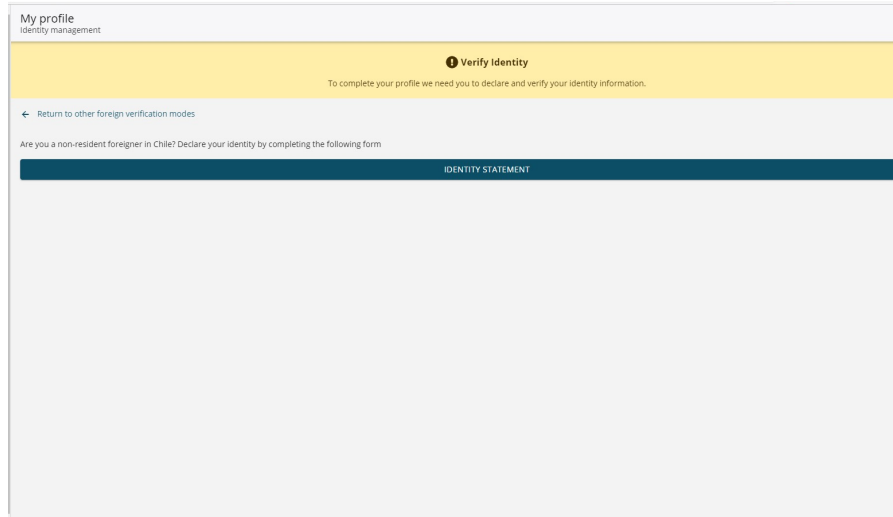 My profile
Identity management
Verify Identity
To complete your profile we need you to declare and verify your identity information.
← Return to other foreign verification modes
Are you a non-resident foreigner in Chile? Declare your identity by completing the following form
IDENTITY STATEMENT